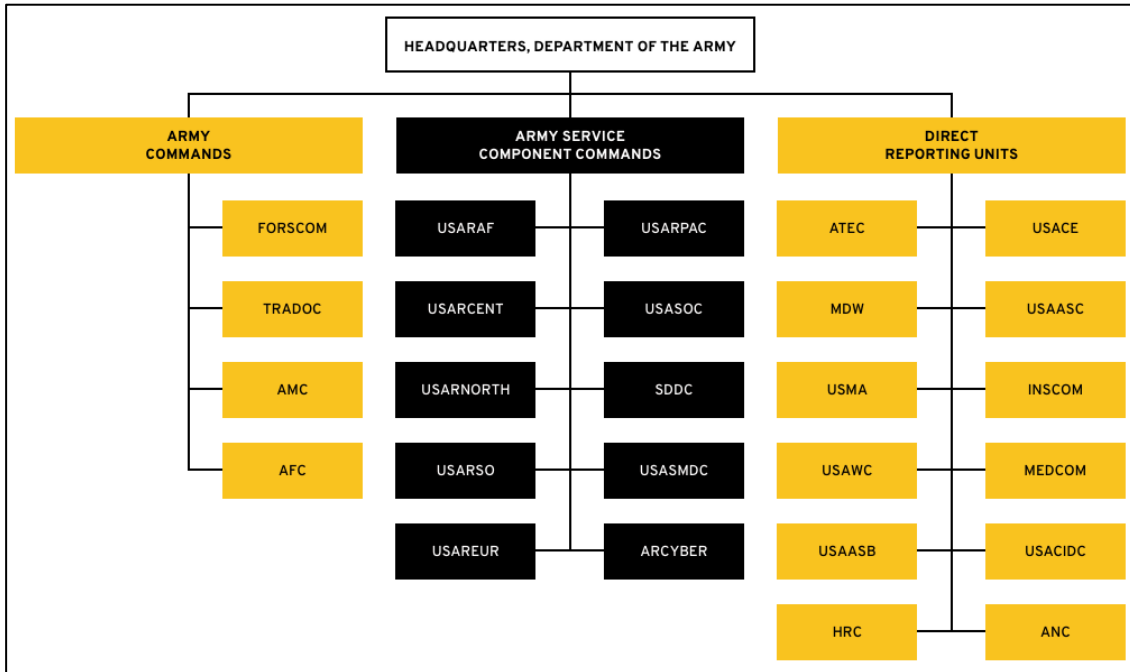 HEADQUARTERS, DEPARTMENT OF THE ARMY
ARMY
COMMANDS
ARMY SERVICE
COMPONENT COMMANDS
DIRECT
REPORTING UNITS
FORSCOM
TRADOC
AMC
AFC
USARAF
USARPAC
USARCENT
USASOC
USARNORTH
SDDC
USARSO
USASMDC
USAREUR
ARCYBER
ATEC
USACE
MDW
USAASC
USMA
INSCOM
USAWC
MEDCOM
USAASB
USACIDC
HRC
ANC